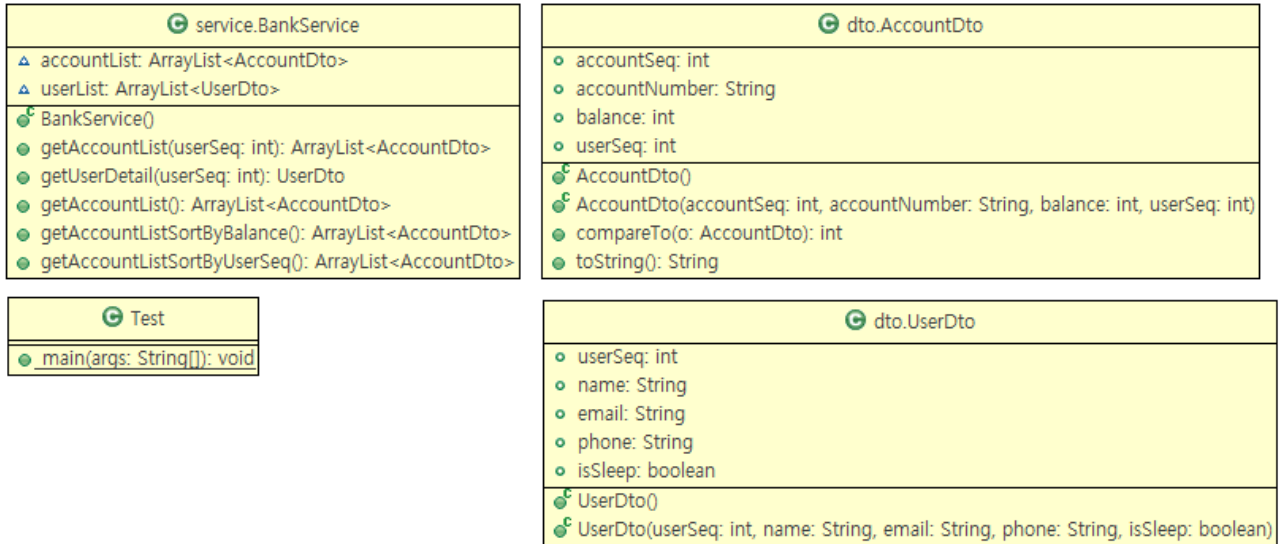 service.BankService
accountList: ArrayList<AccountDto>
userList: ArrayList<UserDto>
BankService()
getAccountList(userSeq: int): ArrayList<AccountDto>
getUserDetail(userSeq: int): UserDto
getAccountList(): ArrayList<AccountDto>
getAccountListSortByBalance(): ArrayList<AccountDto>
getAccountListSortByUserSeq(): ArrayList<AccountDto>
dto.AccountDto
accountSeq: int
accountNumber: String
balance: int
userSeq: int
AccountDto()
AccountDto(accountSeq: int, accountNumber: String, balance: int, userSeq: int)
compareTo(o: AccountDto): int
toString(): String
Test
main(args: String[]): void
dto.UserDto
userSeq: int
name: String
email: String
phone: String
isSleep: boolean
UserDto()
UserDto(userSeq: int, name: String, email: String, phone: String, isSleep: boolean)